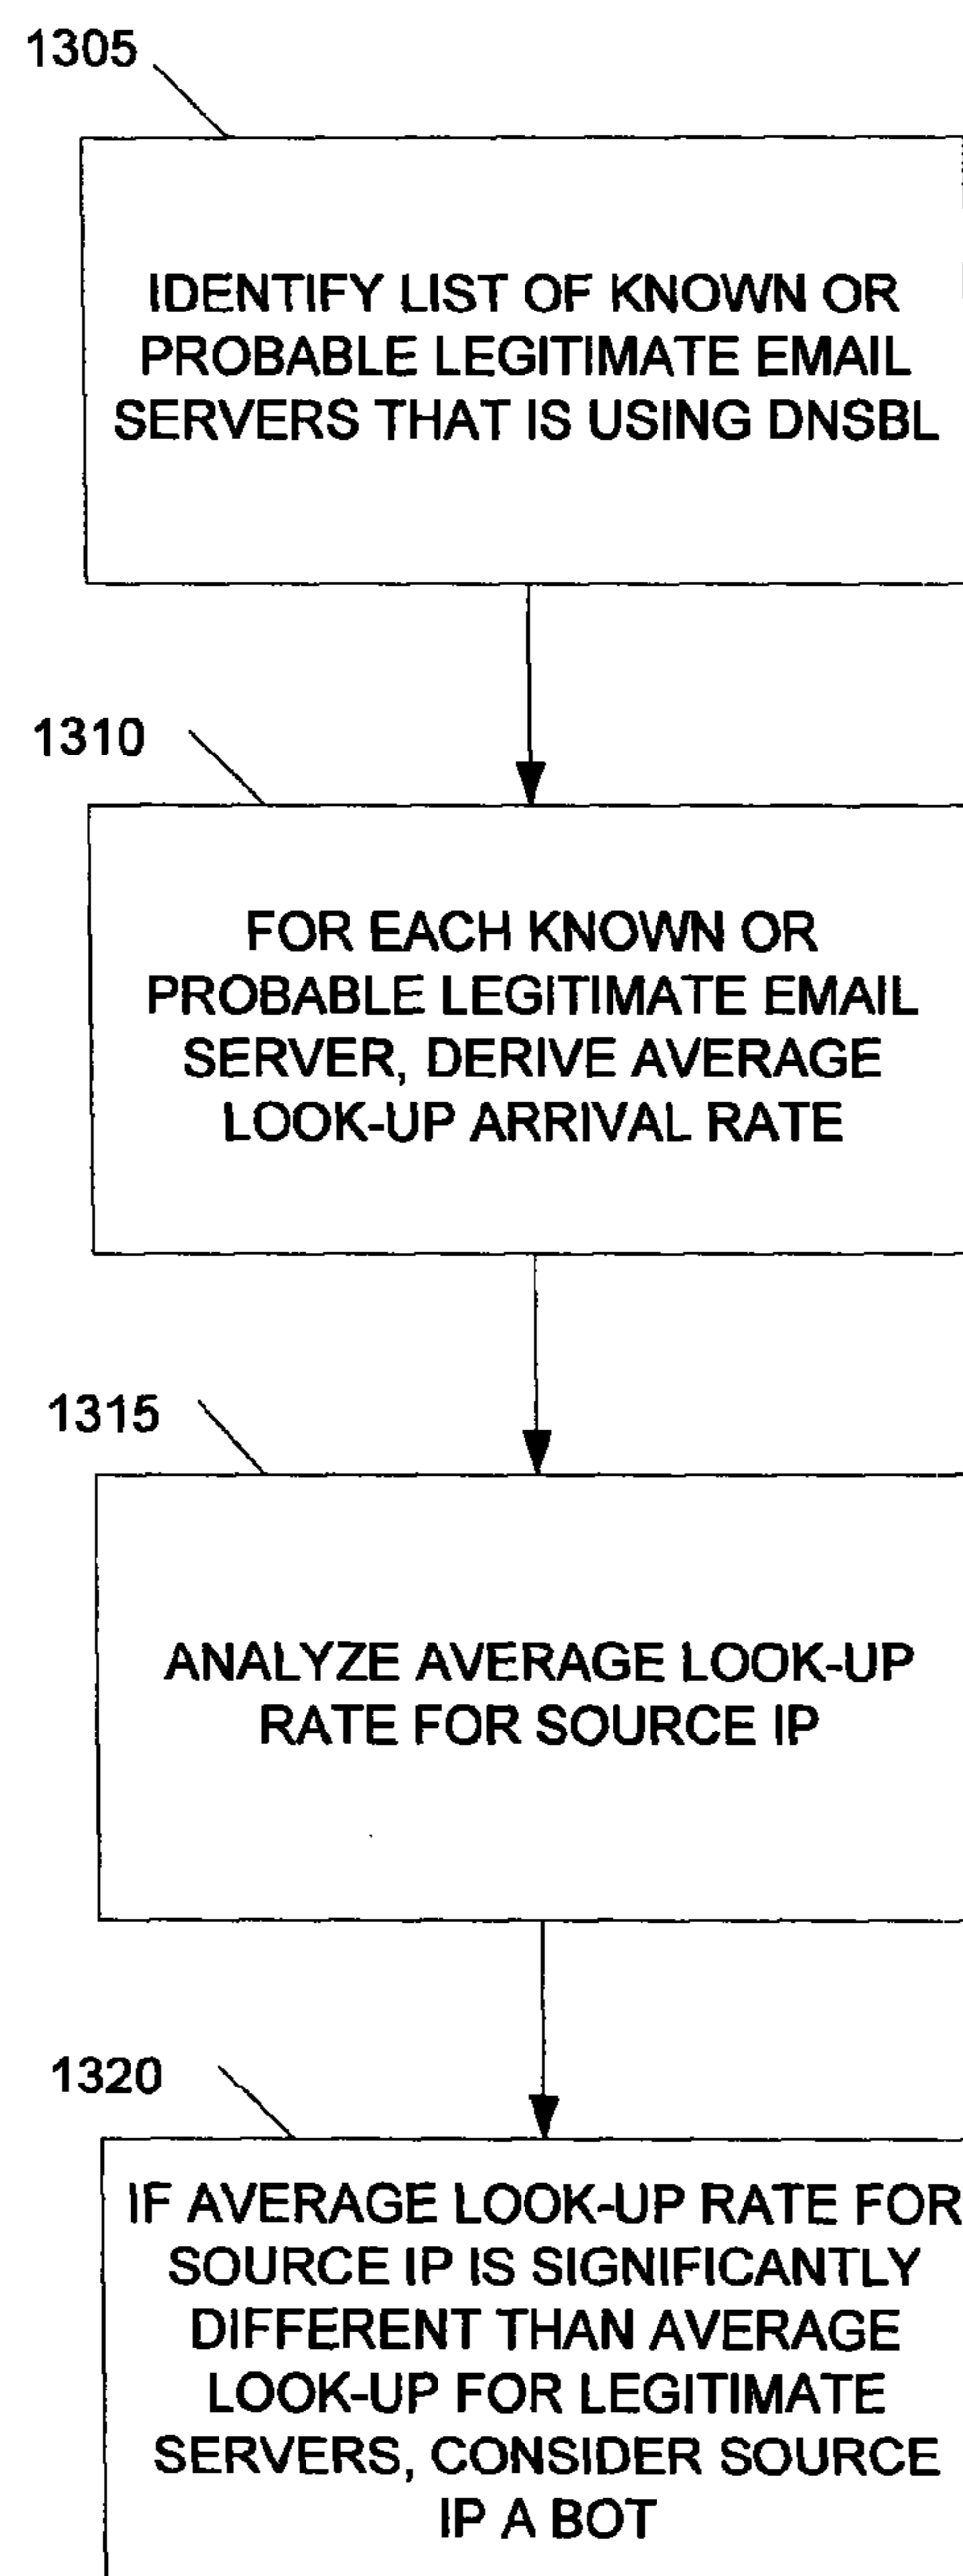 1305
IDENTIFY LIST OF KNOWN OR
PROBABLE LEGITIMATE EMAIL
SERVERS THAT IS USING DNSBL
1310
FOR EACH KNOWN OR
PROBABLE LEGITIMATE EMAIL
SERVER, DERIVE AVERAGE
LOOK-UP ARRIVAL RATE
1315
ANALYZE AVERAGE LOOK-UP
RATE FOR SOURCE IP
1320
IF AVERAGE LOOK-UP RATE FOR
SOURCE IP IS SIGNIFICANTLY
DIFFERENT THAN AVERAGE
LOOK-UP FOR LEGITIMATE
SERVERS, CONSIDER SOURCE
IP A BOT